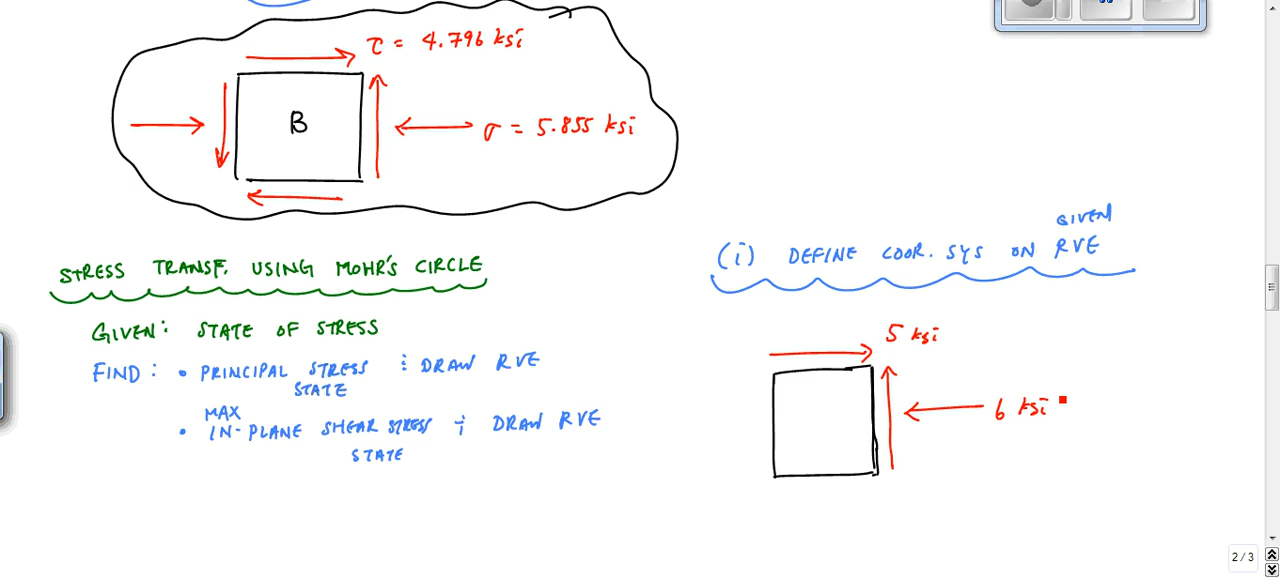 τ = 4.796 ksi
B
σ = 5.855 ksi
STRESS TRANSF. USING MOHR'S CIRCLE
GIVEN: STATE OF STRESS
FIND: • PRINCIPAL STRESS STATE & DRAW RVE
• MAX IN-PLANE SHEAR STRESS STATE & DRAW RVE
(i) DEFINE COOR. SYS ON GIVEN RVE
5 ksi
6 ksi
2 / 3